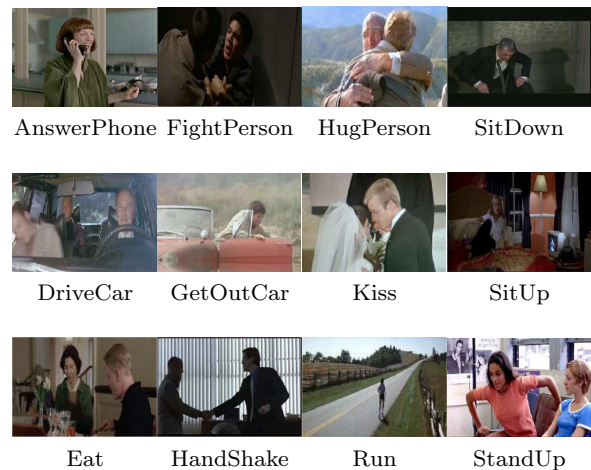 AnswerPhone FightPerson HugPerson SitDown
DriveCar GetOutCar Kiss SitUp
Eat HandShake Run StandUp